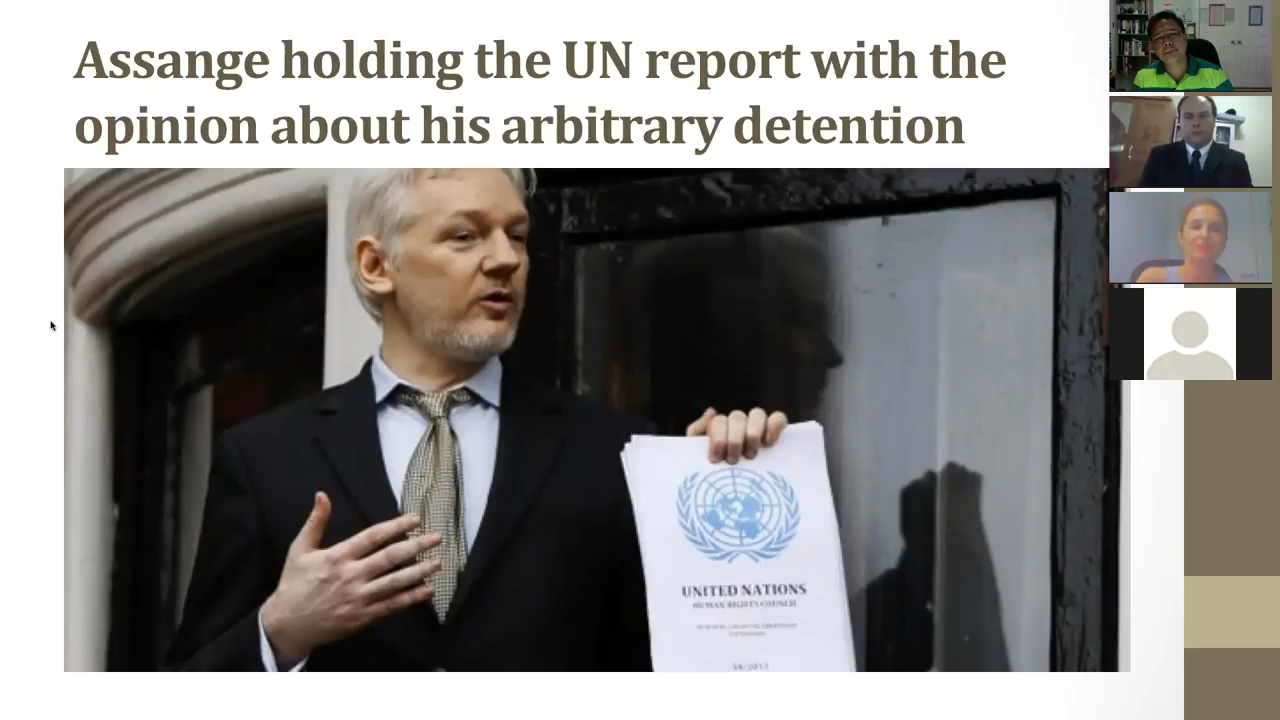 Assange holding the UN report with the
opinion about his arbitrary detention
UNITED NATIONS
HUMAN RIGHTS COUNCIL